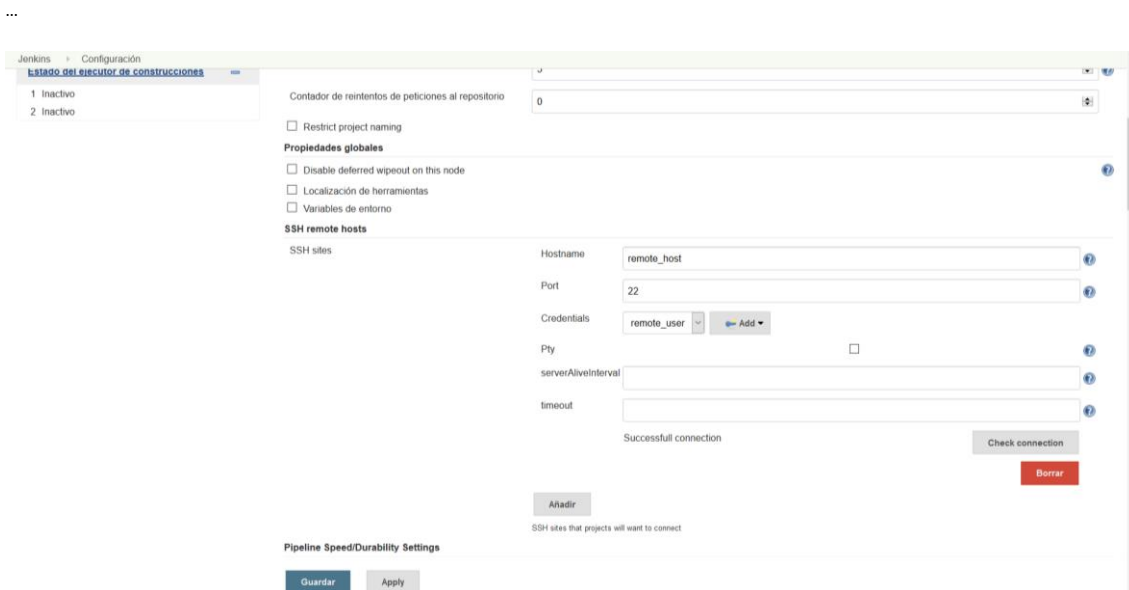 ...
Jenkins › Configuración
Estado del ejecutor de construcciones
1 Inactivo
2 Inactivo
Contador de reintentos de peticiones al repositorio
0
Restrict project naming
Propiedades globales
Disable deferred wipeout on this node
Localización de herramientas
Variables de entorno
SSH remote hosts
SSH sites
Hostname
remote_host
Port
22
Credentials
remote_user Add
Pty
serverAliveInterval
timeout
Successfull connection Check connection
Borrar
Añadir
SSH sites that projects will want to connect
Pipeline Speed/Durability Settings
Guardar Apply